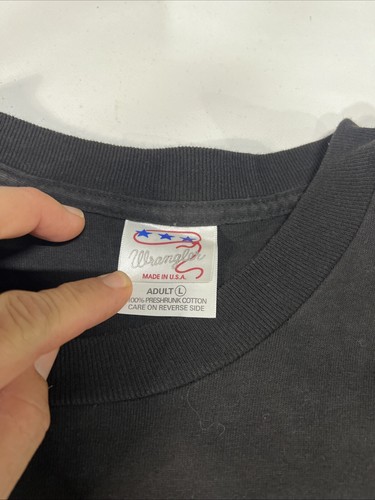 Wrangler
MADE IN U.S.A.
ADULT L
100% PRESHRUNK COTTON
CARE ON REVERSE SIDE